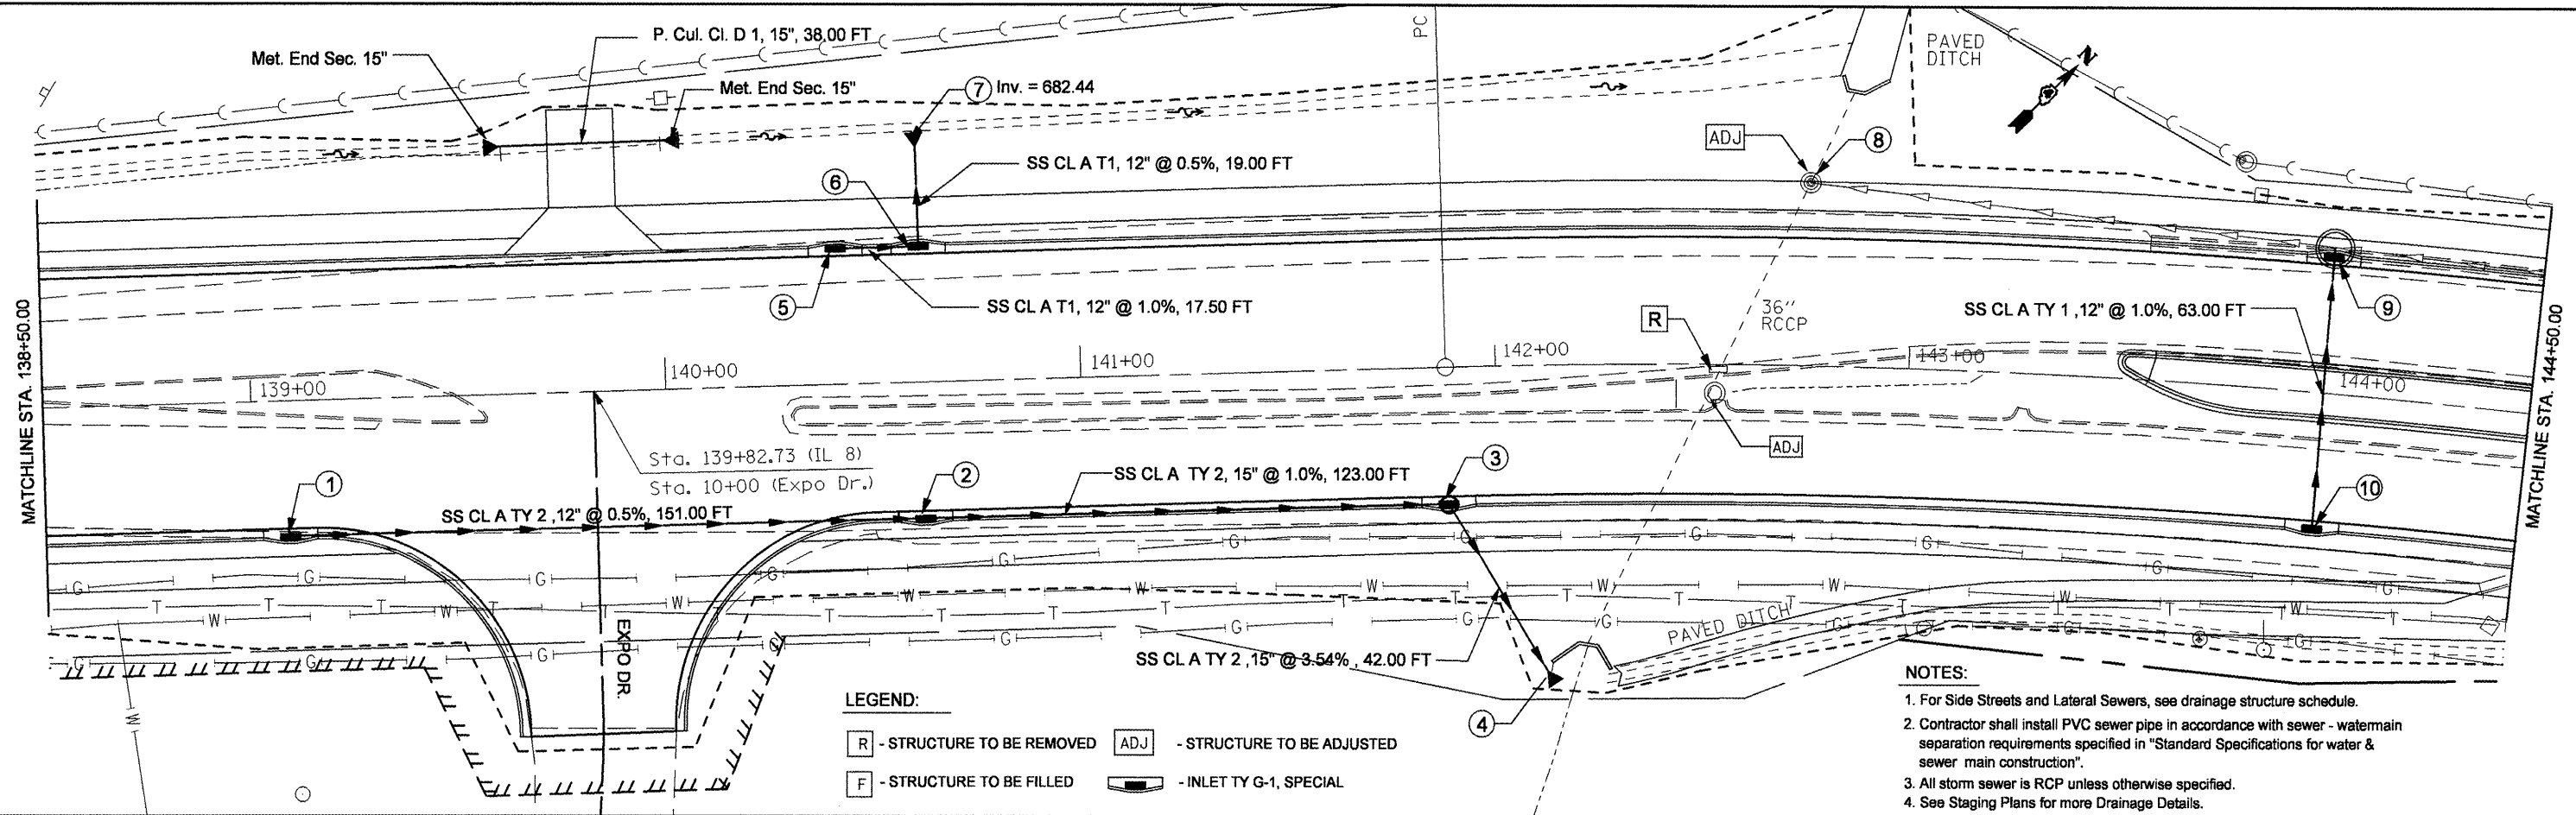 P. Cul. Cl. D 1, 15", 38.00 FT
Met. End Sec. 15"
Met. End Sec. 15"
7 Inv. = 682.44
PC
PAVED
DITCH
N
ADJ
8
SS CL A T1, 12" @ 0.5%, 19.00 FT
6
5
SS CL A T1, 12" @ 1.0%, 17.50 FT
R
36"
RCCP
SS CL A TY 1 ,12" @ 1.0%, 63.00 FT
9
MATCHLINE STA. 138+50.00
MATCHLINE STA. 144+50.00
139+00
140+00
141+00
142+00
143+00
144+00
Sta. 139+82.73 (IL 8)
Sta. 10+00 (Expo Dr.)
ADJ
1
2
SS CL A TY 2, 15" @ 1.0%, 123.00 FT
3
10
SS CL A TY 2 ,12" @ 0.5%, 151.00 FT
EXPO DR.
PAVED DITCH
SS CL A TY 2 ,15" @ 3.54% , 42.00 FT
4
LEGEND:
R - STRUCTURE TO BE REMOVED ADJ - STRUCTURE TO BE ADJUSTED
F - STRUCTURE TO BE FILLED - INLET TY G-1, SPECIAL
NOTES:
1. For Side Streets and Lateral Sewers, see drainage structure schedule.
2. Contractor shall install PVC sewer pipe in accordance with sewer - watermain
separation requirements specified in "Standard Specifications for water &
sewer main construction".
3. All storm sewer is RCP unless otherwise specified.
4. See Staging Plans for more Drainage Details.